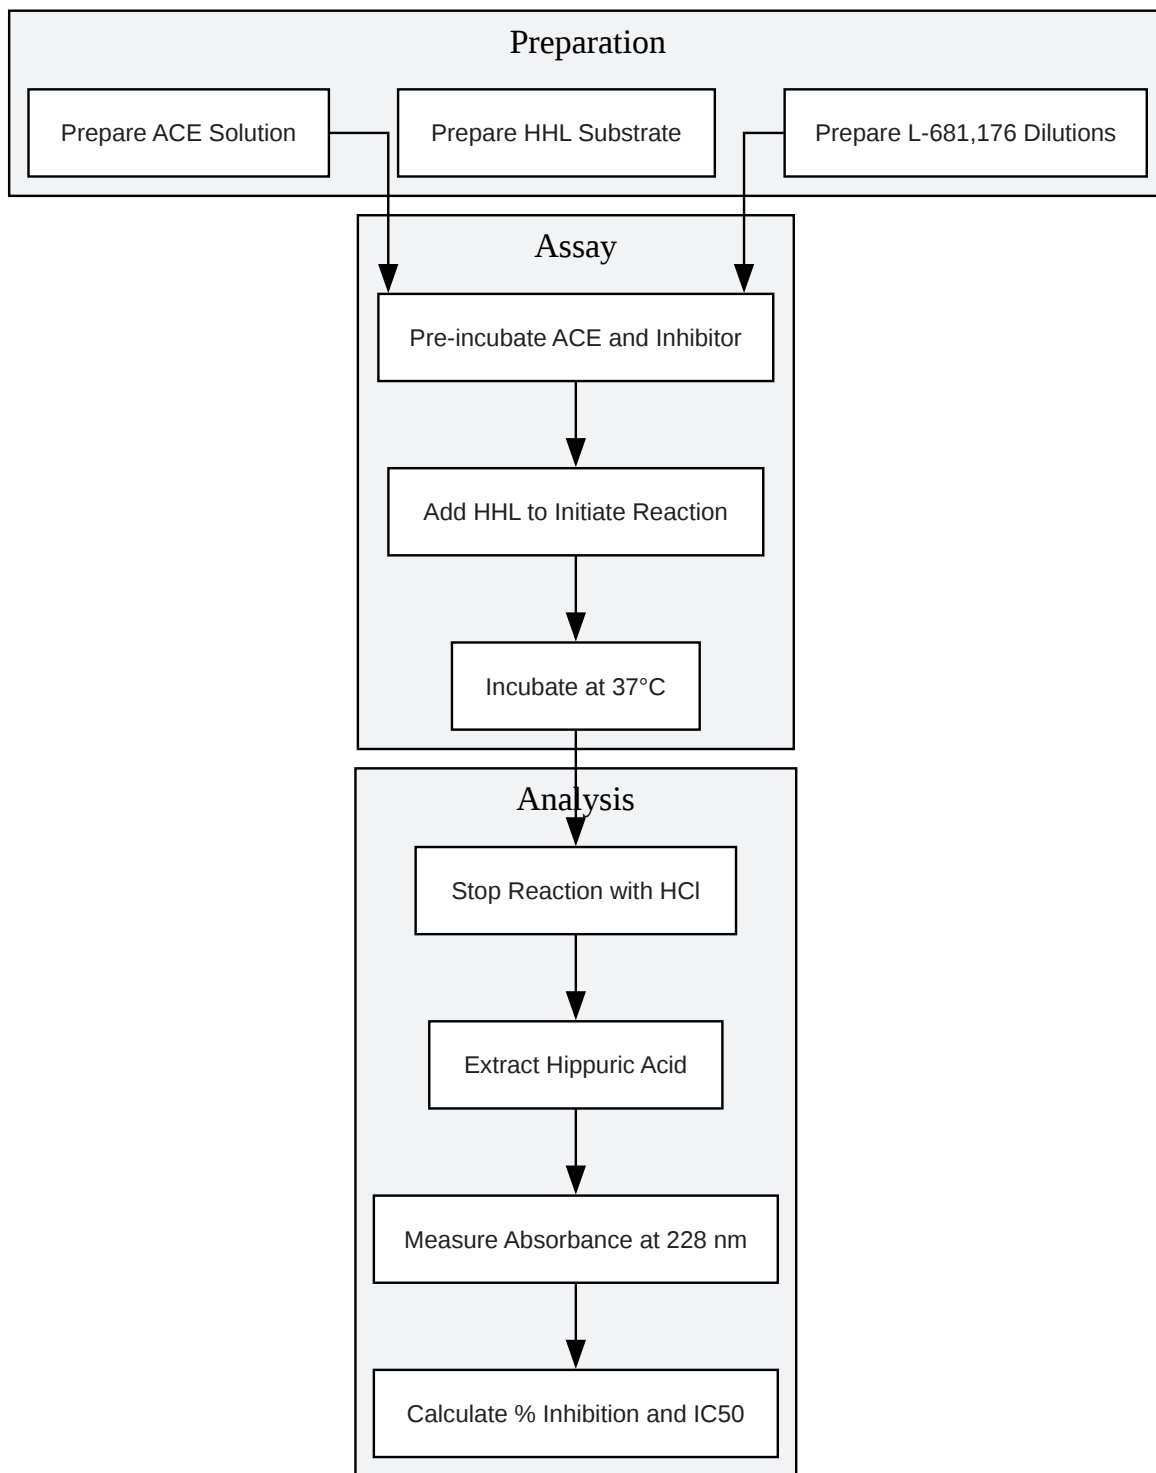 Preparation
Prepare ACE Solution
Prepare HHL Substrate
Prepare L-681,176 Dilutions
Assay
Pre-incubate ACE and Inhibitor
Add HHL to Initiate Reaction
Incubate at 37°C
Analysis
Stop Reaction with HCl
Extract Hippuric Acid
Measure Absorbance at 228 nm
Calculate % Inhibition and IC50